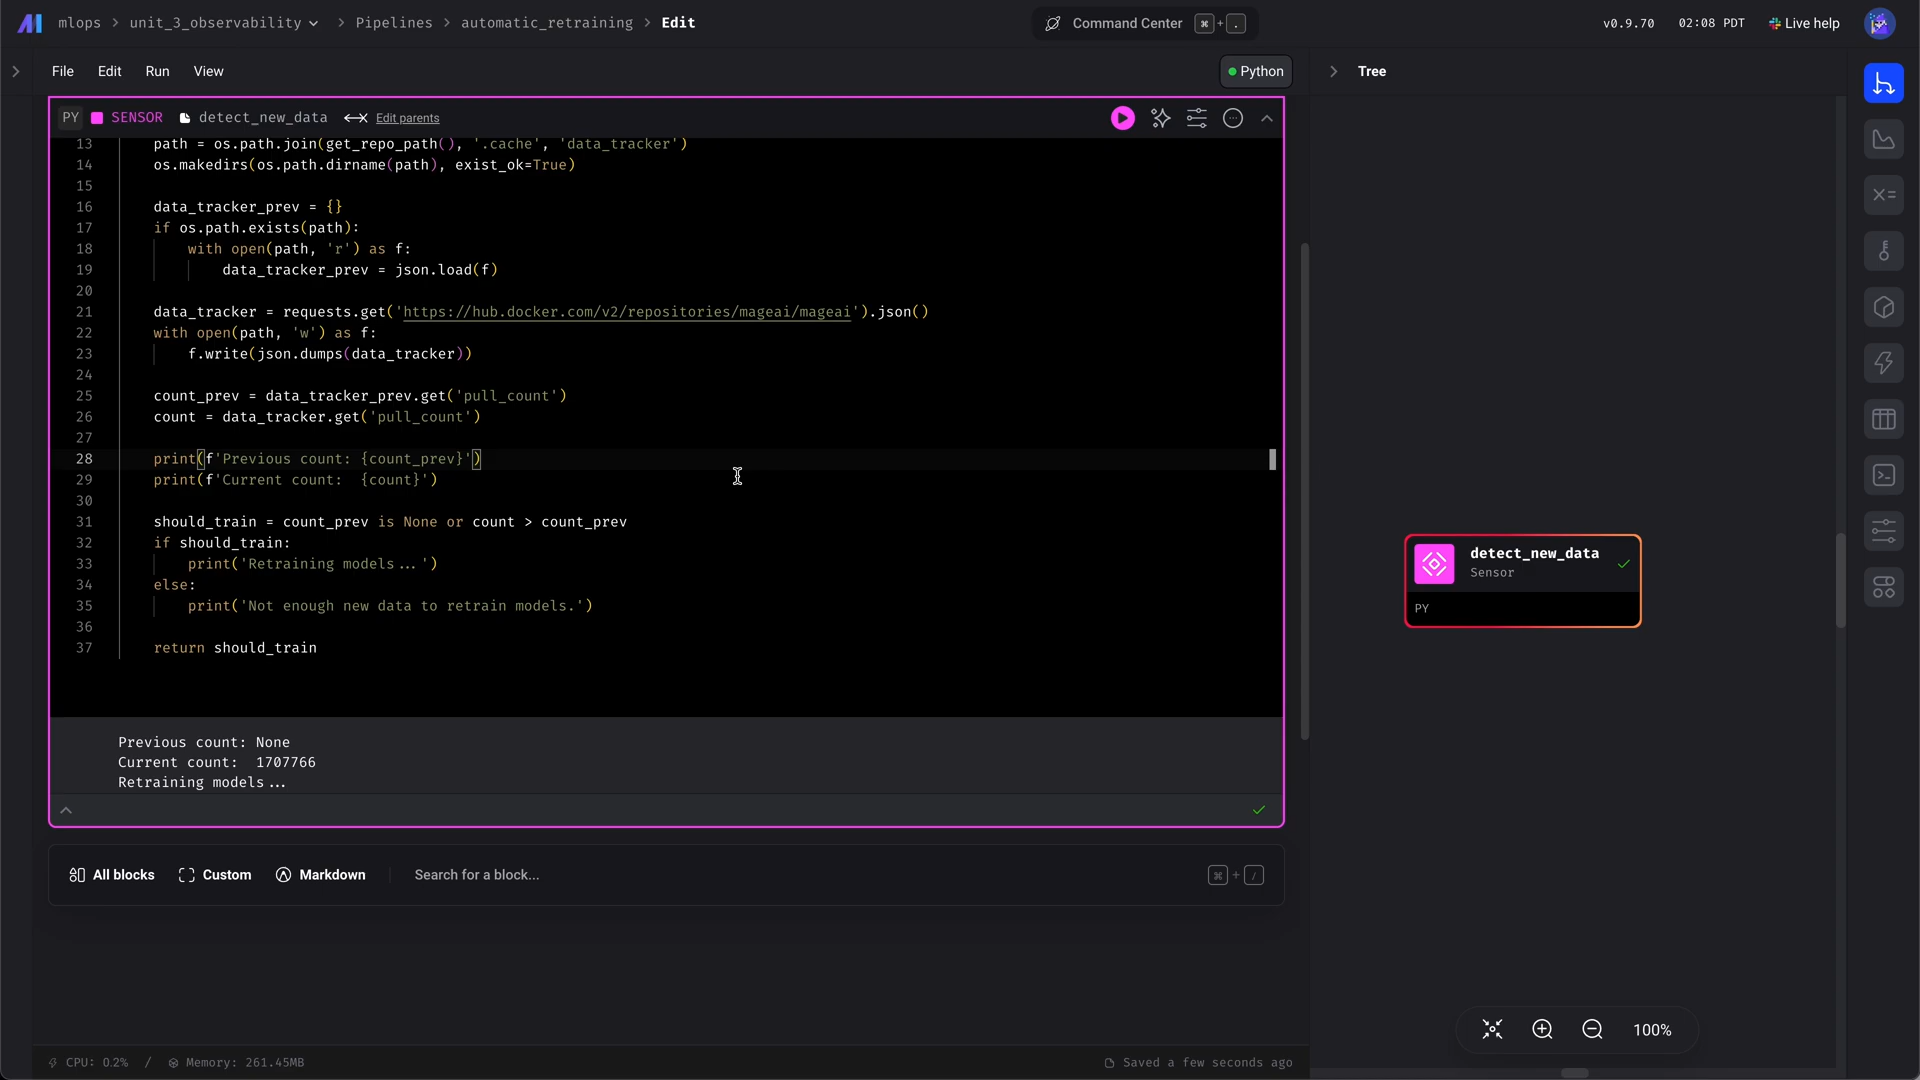 mlops > unit_3_observability > Pipelines > automatic_retraining > Edit
Command Center ⌘ + .
v0.9.70 02:08 PDT Live help
File Edit Run View
Python
Tree
PY SENSOR detect_new_data Edit parents
13 path = os.path.join(get_repo_path(), '.cache', 'data_tracker')
14 os.makedirs(os.path.dirname(path), exist_ok=True)
15
16 data_tracker_prev = {}
17 if os.path.exists(path):
18 with open(path, 'r') as f:
19 data_tracker_prev = json.load(f)
20
21 data_tracker = requests.get('https://hub.docker.com/v2/repositories/mageai/mageai').json()
22 with open(path, 'w') as f:
23 f.write(json.dumps(data_tracker))
24
25 count_prev = data_tracker_prev.get('pull_count')
26 count = data_tracker.get('pull_count')
27
28 print(f'Previous count: {count_prev}')
29 print(f'Current count:  {count}')
30
31 should_train = count_prev is None or count > count_prev
32 if should_train:
33 print('Retraining models...')
34 else:
35 print('Not enough new data to retrain models.')
36
37 return should_train
Previous count: None
Current count:  1707766
Retraining models...
detect_new_data
Sensor
PY
All blocks Custom Markdown Search for a block... ⌘ + /
100%
CPU: 0.2% / Memory: 261.45MB
Saved a few seconds ago